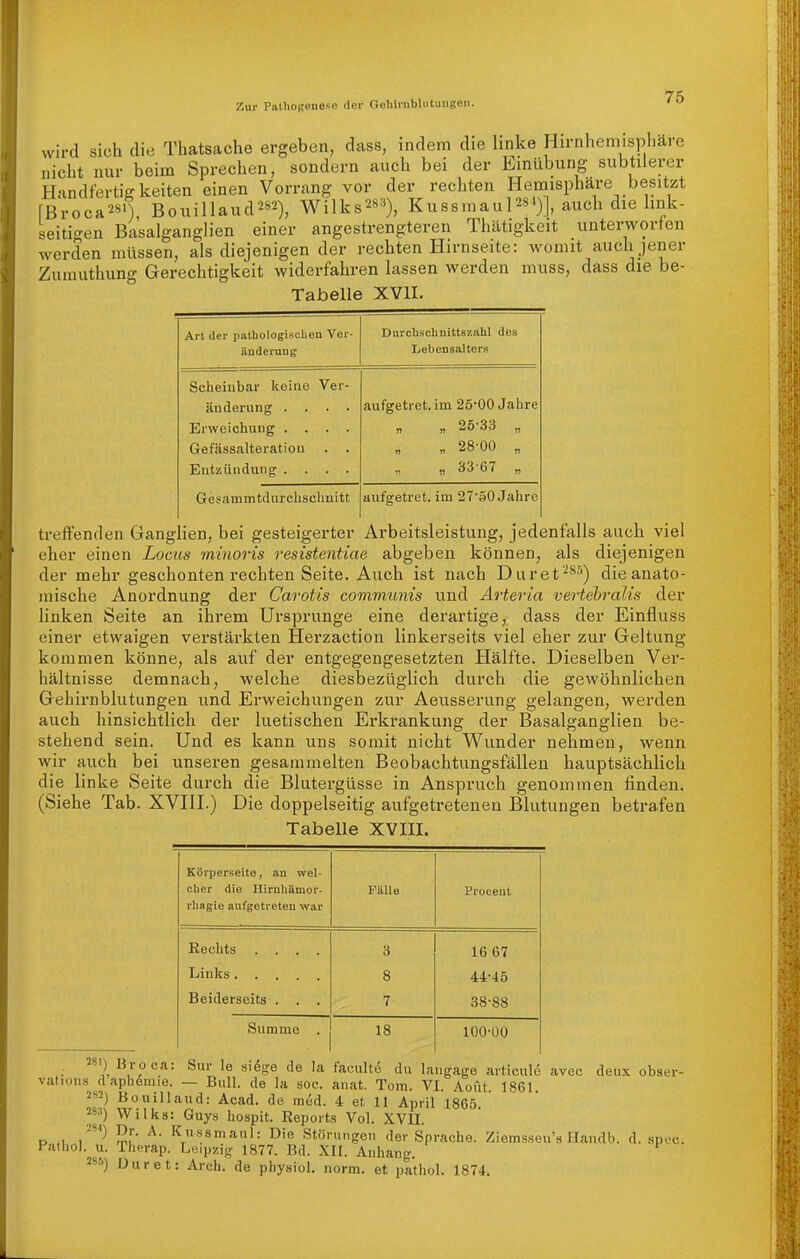 Zur Pathogenese der Gehirnblutungen.
75
wird sich die Thatsache ergeben, dass, indem die linke Hirnhemisphäre
nicht nur beim Sprechen, sondern auch bei der Einübung subtilerer
Handfertigkeiten einen Vorrang vor der rechten Hemisphäre besitzt
[Broca²⁸¹), Bouillaud²⁸²), Wilks²⁸³), Kussmaul²⁸⁴)], auch die link-
seitigen Basalganglien einer angestrengteren Thätigkeit unterworfen
werden müssen, als diejenigen der rechten Hirnseite: womit auch jener
Zumuthung Gerechtigkeit widerfahren lassen werden muss, dass die be-
Tabelle XVII.
Art der pathologischen Ver-
änderung
Durchschnittszahl des
Lebensalters
Scheinbar keine Ver-
änderung . . . . aufgetret. im 25·00 Jahre
Erweichung . . . . „ „ 25·33 „
Gefässalteration . . „ „ 28·00 „
Entzündung . . . . „ „ 33·67 „
Gesammtdurchschnitt aufgetret. im 27·50 Jahre
treffenden Ganglien, bei gesteigerter Arbeitsleistung, jedenfalls auch viel
eher einen Locus minoris resistentiae abgeben können, als diejenigen
der mehr geschonten rechten Seite. Auch ist nach Duret²⁸⁵) die anato-
mische Anordnung der Carotis communis und Arteria vertebralis der
linken Seite an ihrem Ursprunge eine derartige, dass der Einfluss
einer etwaigen verstärkten Herzaction linkerseits viel eher zur Geltung
kommen könne, als auf der entgegengesetzten Hälfte. Dieselben Ver-
hältnisse demnach, welche diesbezüglich durch die gewöhnlichen
Gehirnblutungen und Erweichungen zur Aeusserung gelangen, werden
auch hinsichtlich der luetischen Erkrankung der Basalganglien be-
stehend sein. Und es kann uns somit nicht Wunder nehmen, wenn
wir auch bei unseren gesammelten Beobachtungsfällen hauptsächlich
die linke Seite durch die Blutergüsse in Anspruch genommen finden.
(Siehe Tab. XVIII.) Die doppelseitig aufgetretenen Blutungen betrafen
Tabelle XVIII.
Körperseite, an wel-
cher die Hirnhämor-
rhagie aufgetreten war
Fälle
Procent
Rechts . . . . 3 16 67
Links . . . . . 8 44·45
Beiderseits . . . 7 38·88
Summe . 18 100·00
²⁸¹) Broca: Sur le siége de la faculté du langage articulé avec deux obser-
vations d'aphémie. — Bull. de la soc. anat. Tom. VI. Août. 1861.
²⁸²) Bouillaud: Acad. de méd. 4 et 11 April 1865.
²⁸³) Wilks: Guys hospit. Reports Vol. XVII.
²⁸⁴) Dr. A. Kussmaul: Die Störungen der Sprache. Ziemssen's Handb. d. spec.
Pathol. u. Therap. Leipzig 1877. Bd. XII. Anhang.
²⁸⁵) Duret: Arch. de physiol. norm. et pathol. 1874.